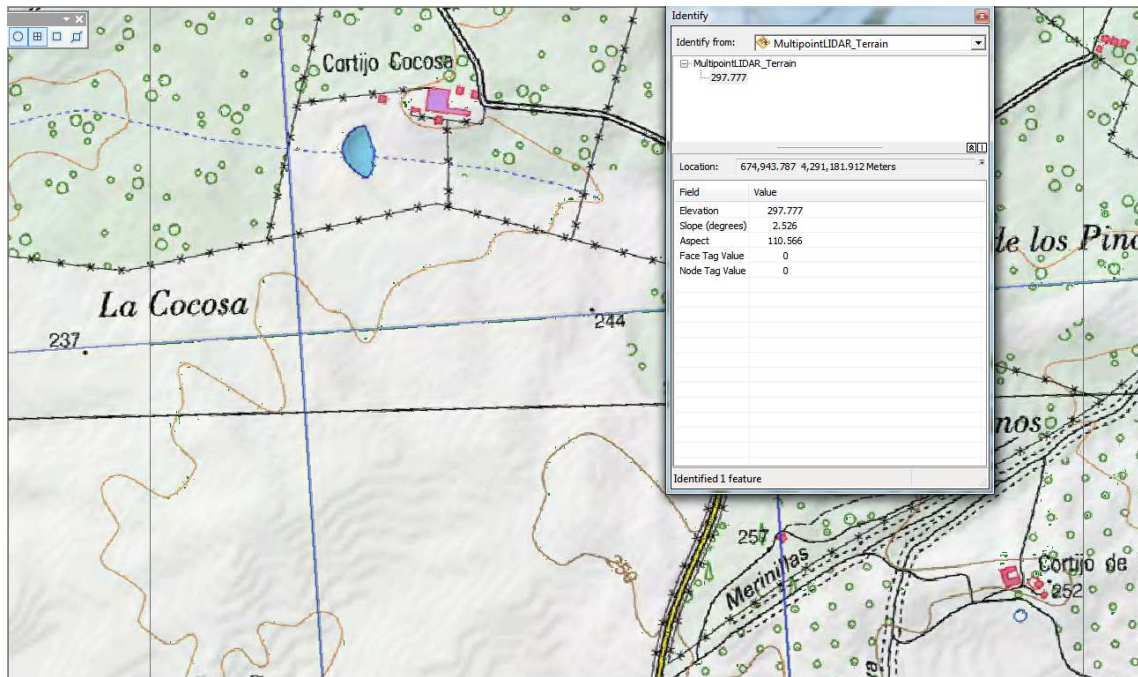 Identify
Identify from: MultipointLIDAR_Terrain
MultipointLIDAR_Terrain
297.777
Location: 674,943.787 4,291,181.912 Meters
Field Value
Elevation 297.777
Slope (degrees) 2.526
Aspect 110.566
Face Tag Value 0
Node Tag Value 0
Identified 1 feature
Cortijo Cocosa
de los Pino
La Cocosa
237
244
nos
250
257
Merinillas
Cortijo de
252